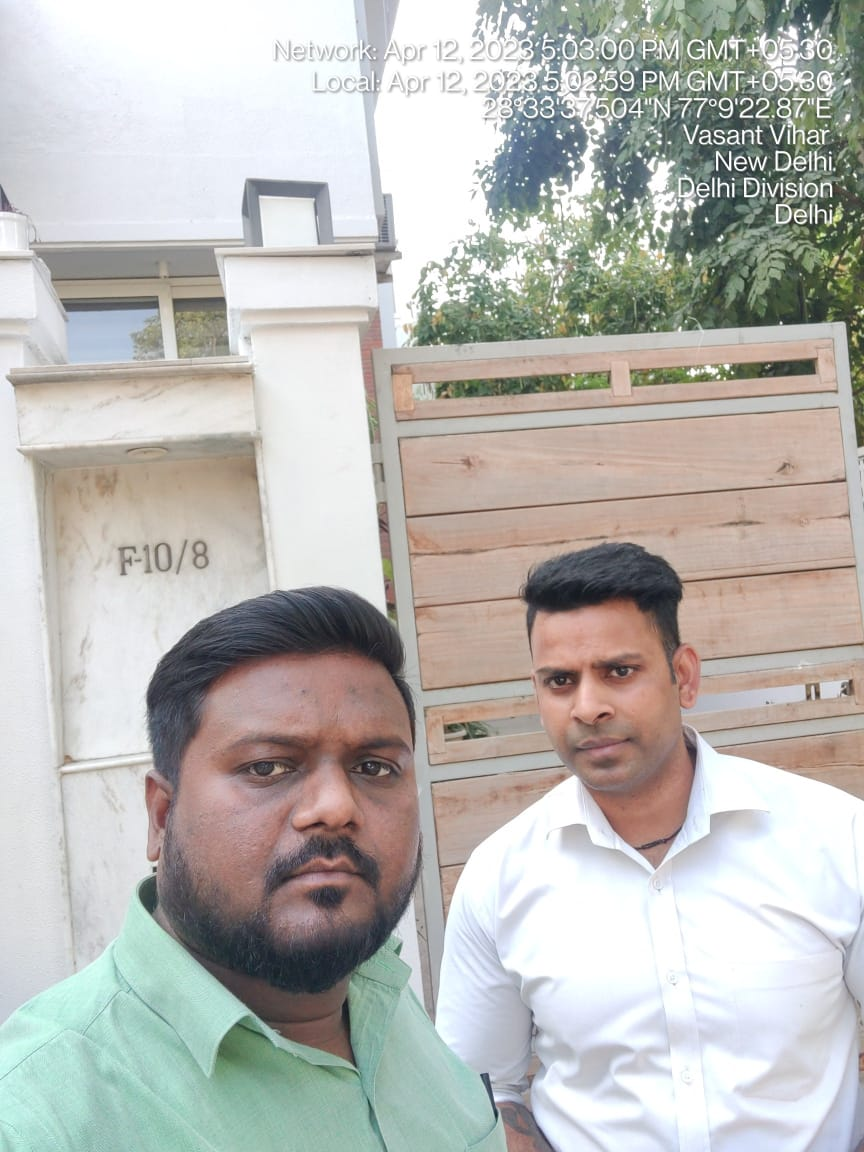 Network: Apr 12, 2023 5:03:00 PM GMT+05:30
Local: Apr 12, 2023 5:02:59 PM GMT+05:30
28°33'37.504"N 77°9'22.87"E
Vasant Vihar
New Delhi
Delhi Division
Delhi
F-10/8